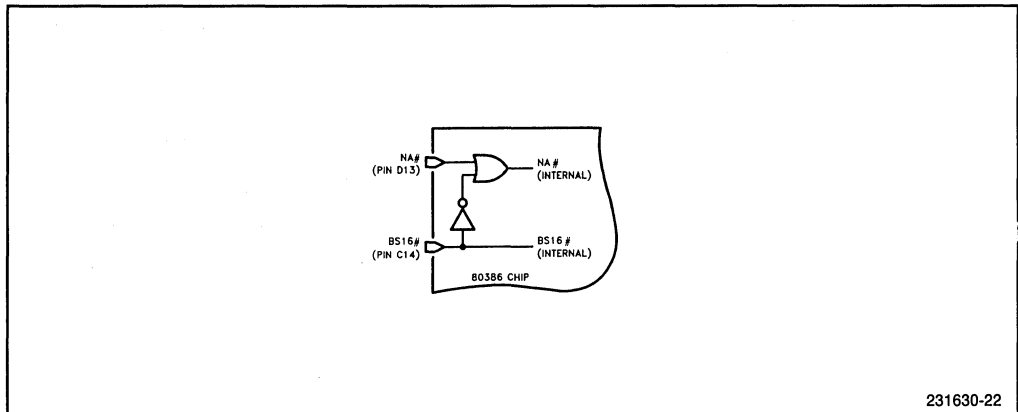 NA#
(PIN D13)
NA#
(INTERNAL)
BS16#
(PIN C14)
BS16#
(INTERNAL)
80386 CHIP
231630-22